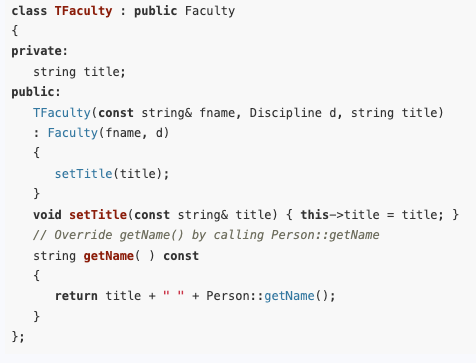 class TFaculty : public Faculty
{
private:
   string title;
public:
   TFaculty(const string& fname, Discipline d, string title)
   : Faculty(fname, d)
   {
      setTitle(title);
   }
   void setTitle(const string& title) { this->title = title; }
   // Override getName() by calling Person::getName
   string getName( ) const
   {
      return title + " " + Person::getName();
   }
};